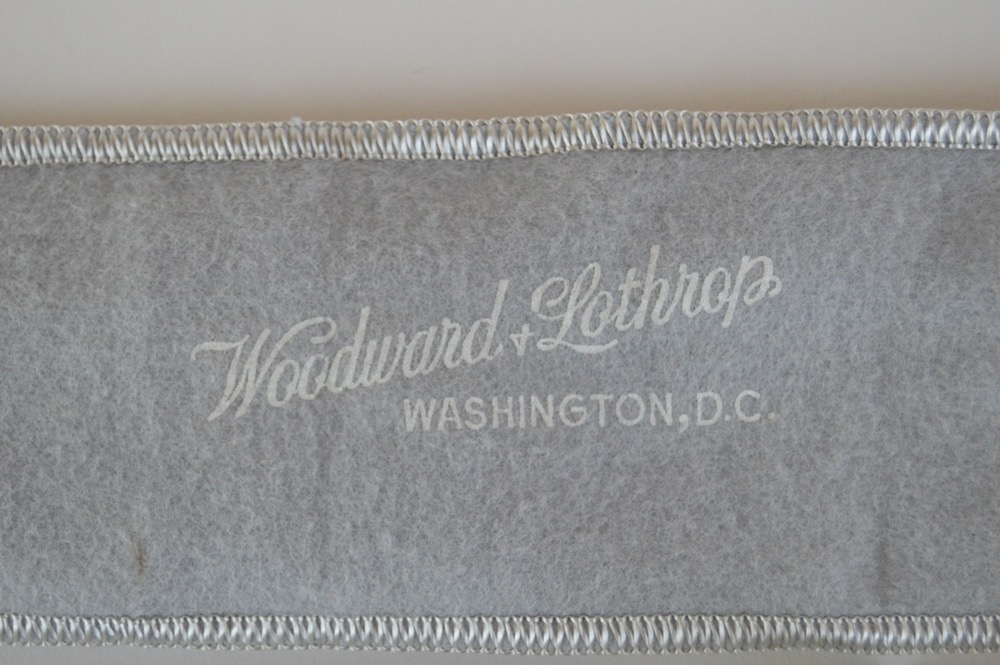 Woodward + Lothrop
WASHINGTON, D.C.